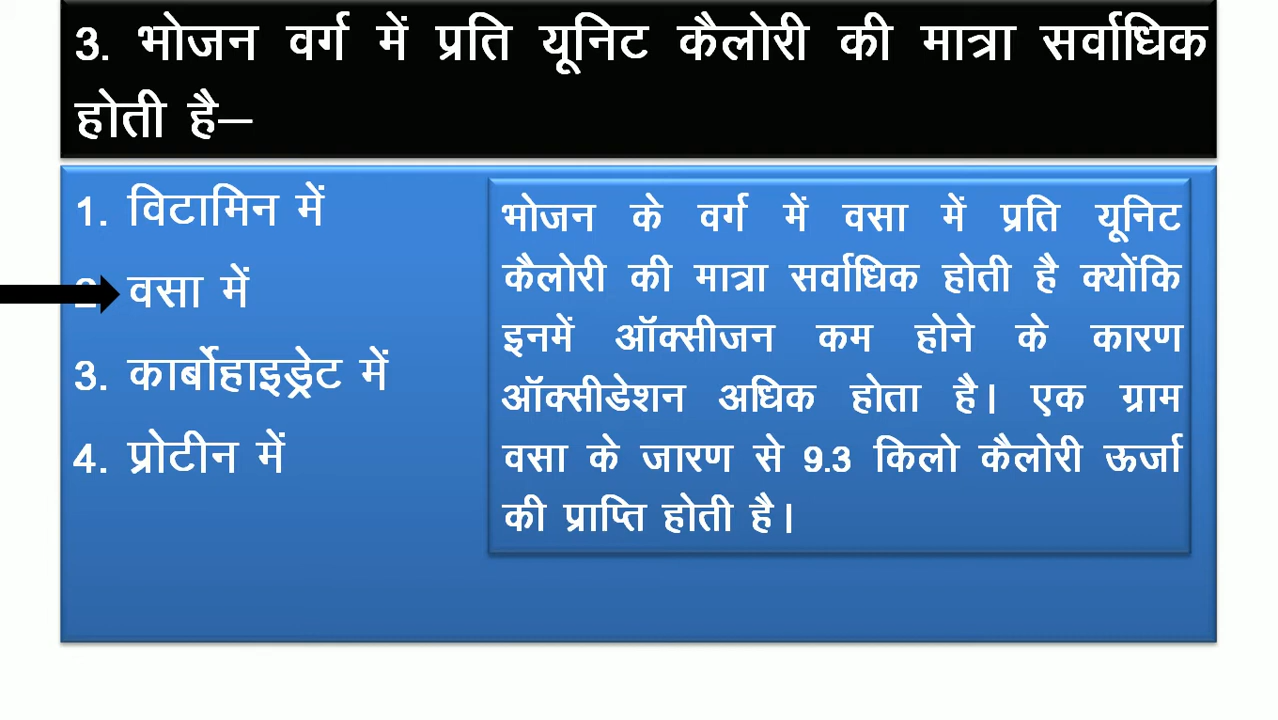 3. भोजन वर्ग में प्रति यूनिट कैलोरी की मात्रा सर्वाधिक
होती है–
1. विटामिन में
वसा में
3. कार्बोहाइड्रेट में
4. प्रोटीन में
भोजन के वर्ग में वसा में प्रति यूनिट
कैलोरी की मात्रा सर्वाधिक होती है क्योंकि
इनमें ऑक्सीजन कम होने के कारण
ऑक्सीडेशन अधिक होता है। एक ग्राम
वसा के जारण से 9.3 किलो कैलोरी ऊर्जा
की प्राप्ति होती है।